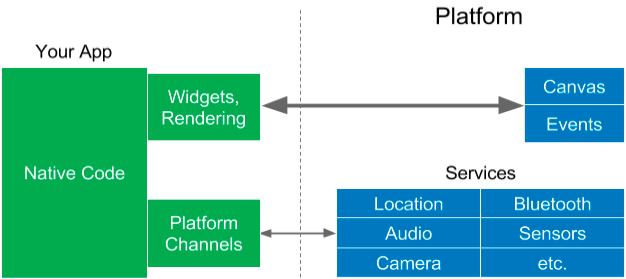 Platform
Your App
Widgets,
Rendering
Canvas
Events
Native Code
Services
Platform
Channels
Location
Bluetooth
Audio
Sensors
Camera
etc.